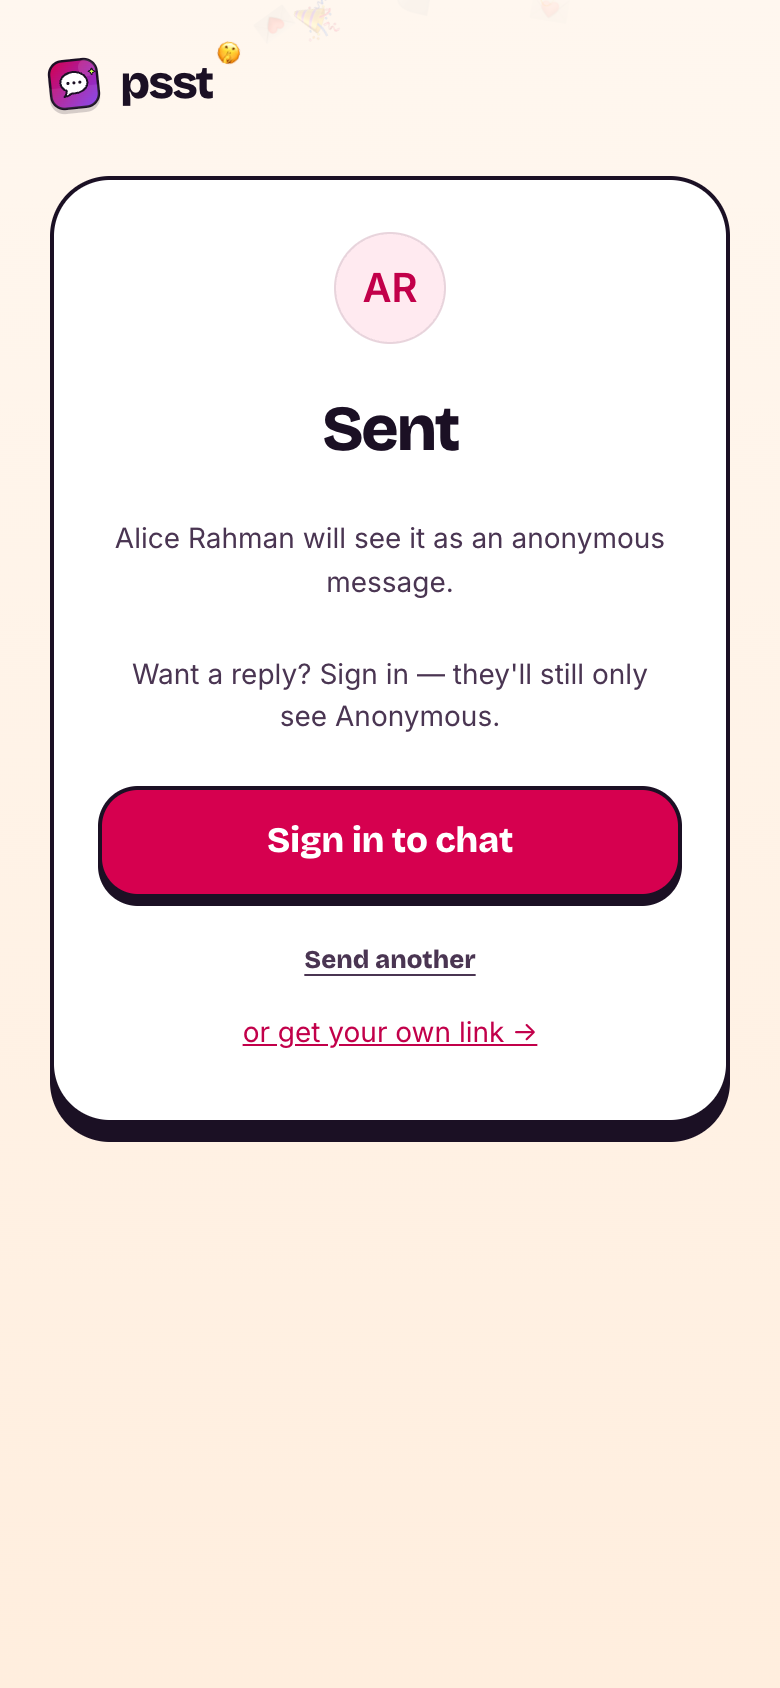 psst
AR
Sent
Alice Rahman will see it as an anonymous
message.
Want a reply? Sign in — they'll still only
see Anonymous.
Sign in to chat
Send another
or get your own link →